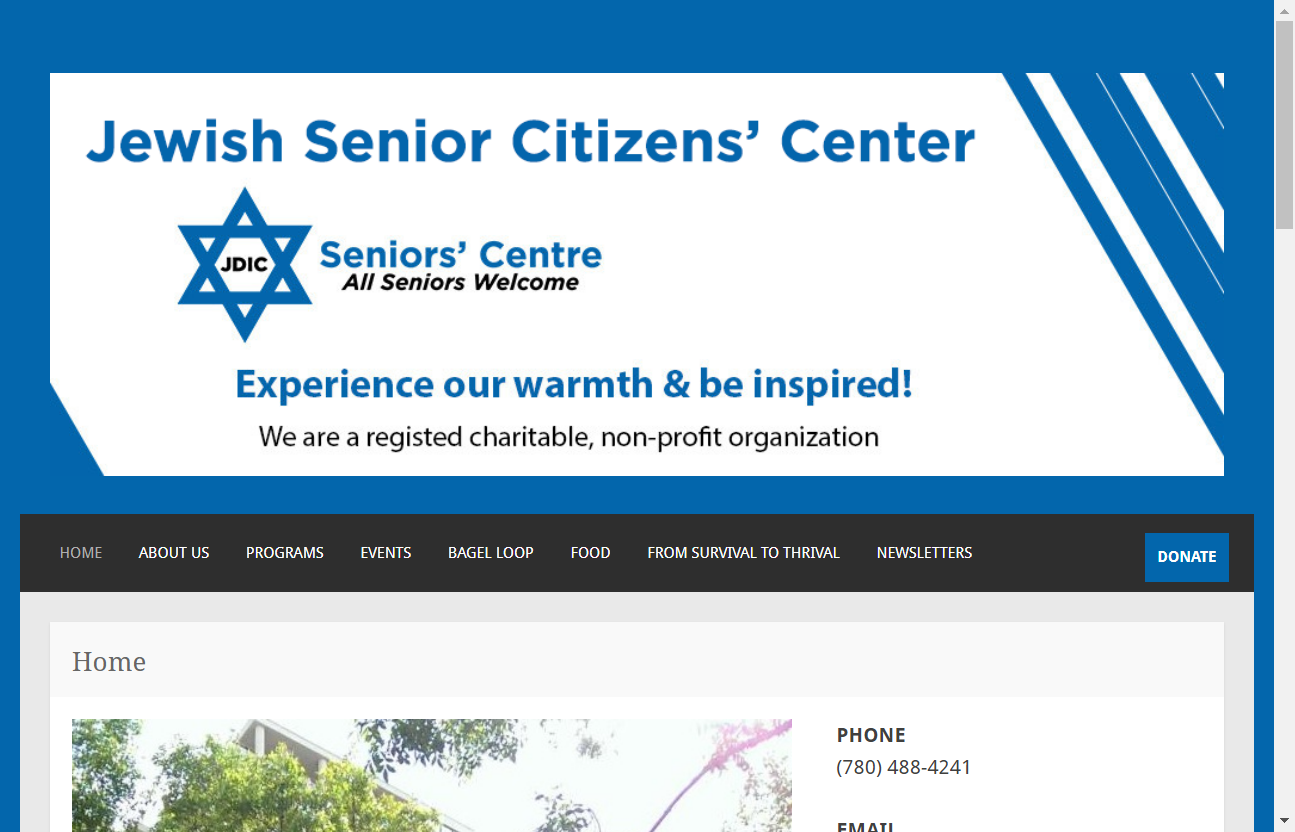 Jewish Senior Citizens' Center
JDIC
Seniors' Centre
All Seniors Welcome
Experience our warmth & be inspired!
We are a registed charitable, non-profit organization
HOME ABOUT US PROGRAMS EVENTS BAGEL LOOP FOOD FROM SURVIVAL TO THRIVAL NEWSLETTERS DONATE
Home
PHONE
(780) 488-4241
EMAIL